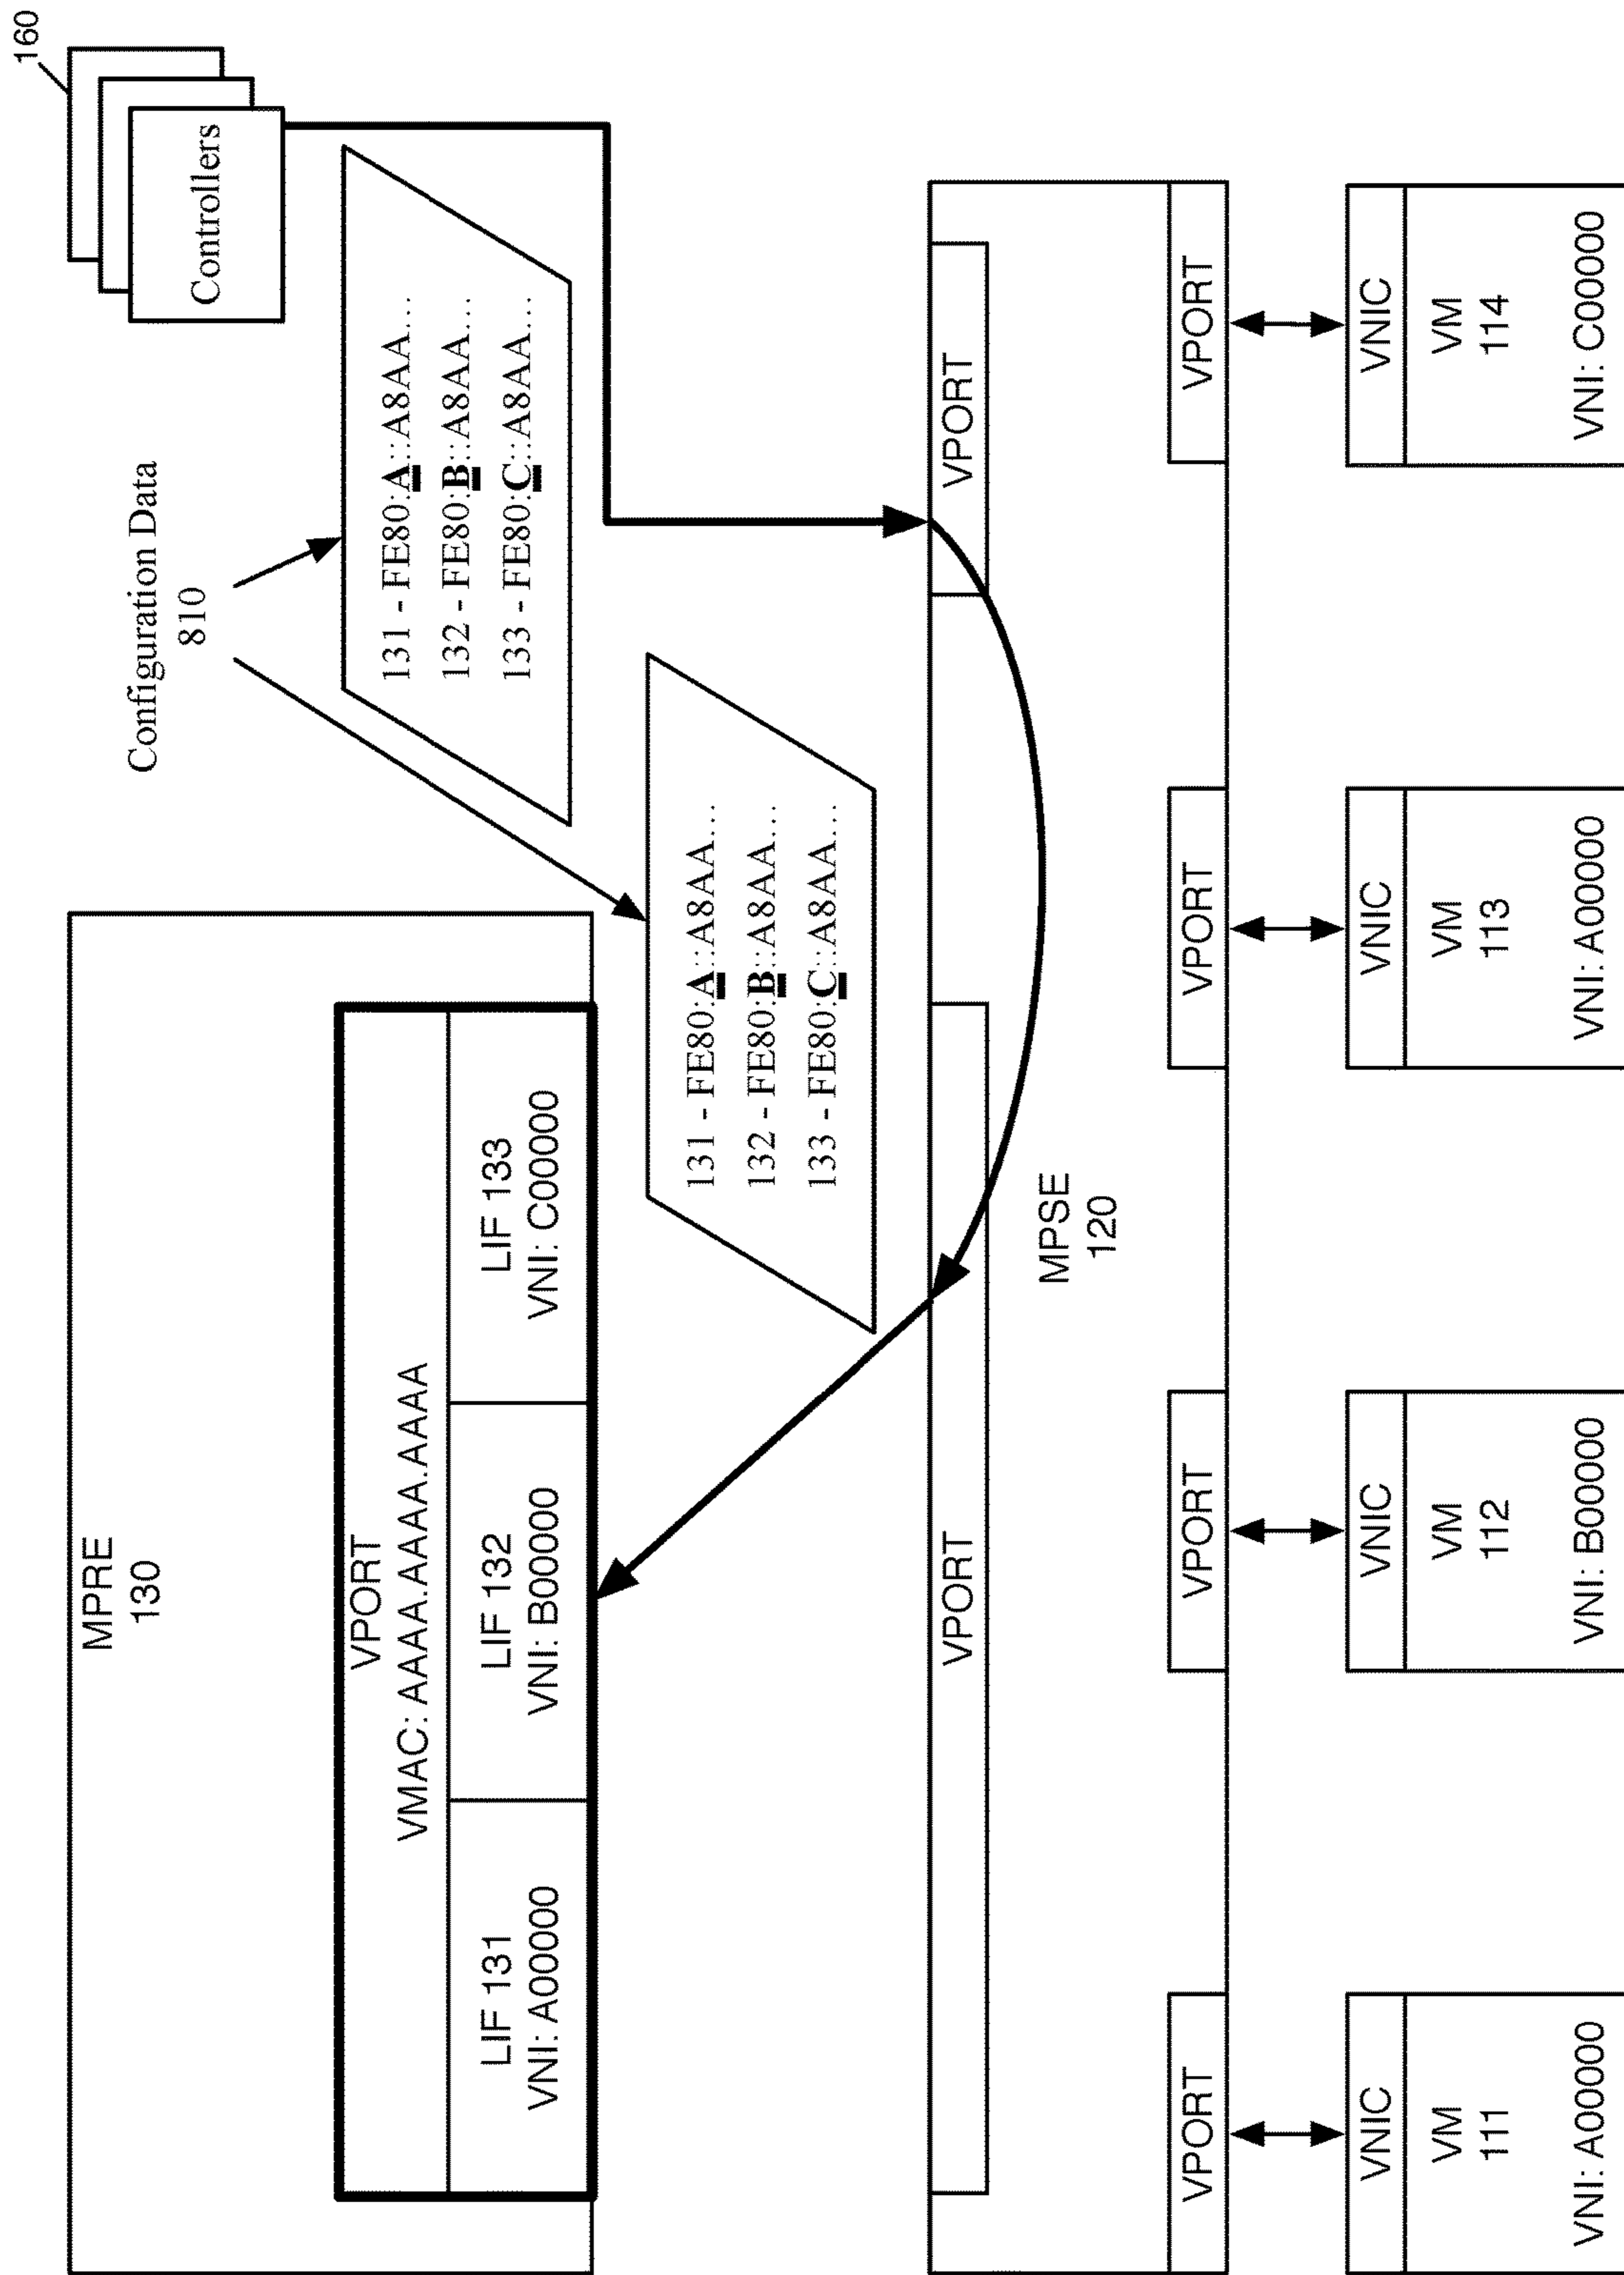 160
Controllers
Configuration Data
810
131 - FE80:A::A8AA...
132 - FE80:B::A8AA...
133 - FE80:C::A8AA...
131 - FE80:A::A8AA...
132 - FE80:B::A8AA...
133 - FE80:C::A8AA...
MPRE
130
VPORT
VMAC: AAAA.AAAA.AAAA.AAAA
LIF 131
VNI: A00000
LIF 132
VNI: B00000
LIF 133
VNI: C00000
VPORT
VPORT
MPSE
120
VPORT
VPORT
VPORT
VPORT
VNIC
VM
111
VNI: A00000
VNIC
VM
112
VNI: B00000
VNIC
VM
113
VNI: A00000
VNIC
VM
114
VNI: C00000